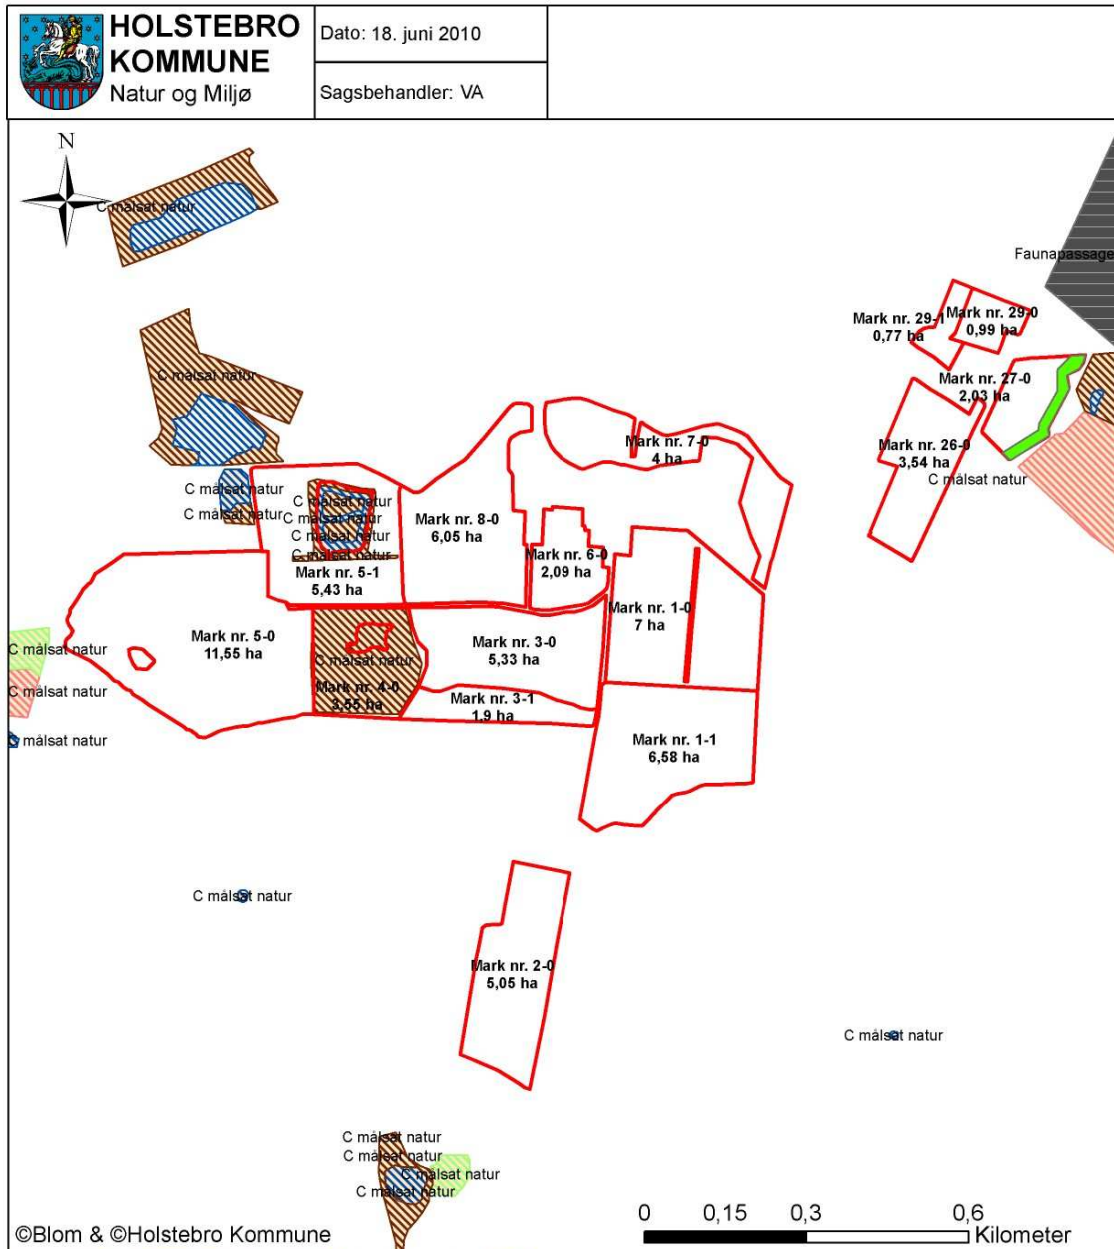 HOLSTEBRO
KOMMUNE
Natur og Miljø
Dato: 18. juni 2010
Sagsbehandler: VA
N
C målsat natur
Faunapassage
Mark nr. 29-1
0,77 ha
Mark nr. 29-0
0,99 ha
C målsat natur
Mark nr. 27-0
2,03 ha
Mark nr. 7-0
4 ha
Mark nr. 26-0
3,54 ha
C målsat natur
C målsat natur
C målsat natur
C målsat natur
C målsat natur
C målsat natur
C målsat natur
Mark nr. 8-0
6,05 ha
Mark nr. 6-0
2,09 ha
Mark nr. 5-1
5,43 ha
Mark nr. 1-0
7 ha
Mark nr. 5-0
11,55 ha
Mark nr. 3-0
5,33 ha
C målsat natur
C målsat natur
C målsat natur
Mark nr. 4-0
3,55 ha
Mark nr. 3-1
1,9 ha
C målsat natur
Mark nr. 1-1
6,58 ha
C målsat natur
Mark nr. 2-0
5,05 ha
C målsat natur
C målsat natur
C målsat natur
C målsat natur
C målsat natur
0 0,15 0,3 0,6
Kilometer
©Blom & ©Holstebro Kommune